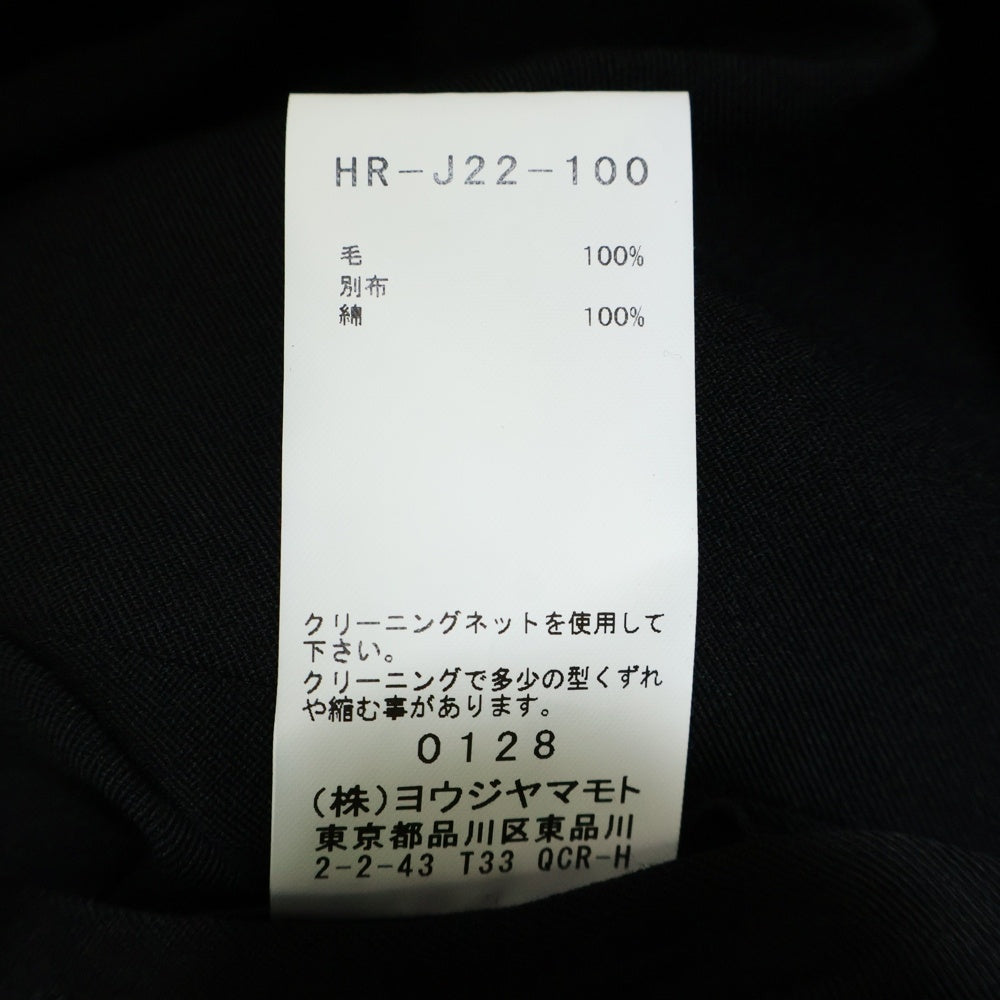 HR-J22-100
毛 100%
別布
綿 100%
クリーニングネットを使用して
下さい。
クリーニングで多少の型くずれ
や縮む事があります。
0128
(株)ヨウジヤマモト
東京都品川区東品川
2-2-43 T33 QCR-H